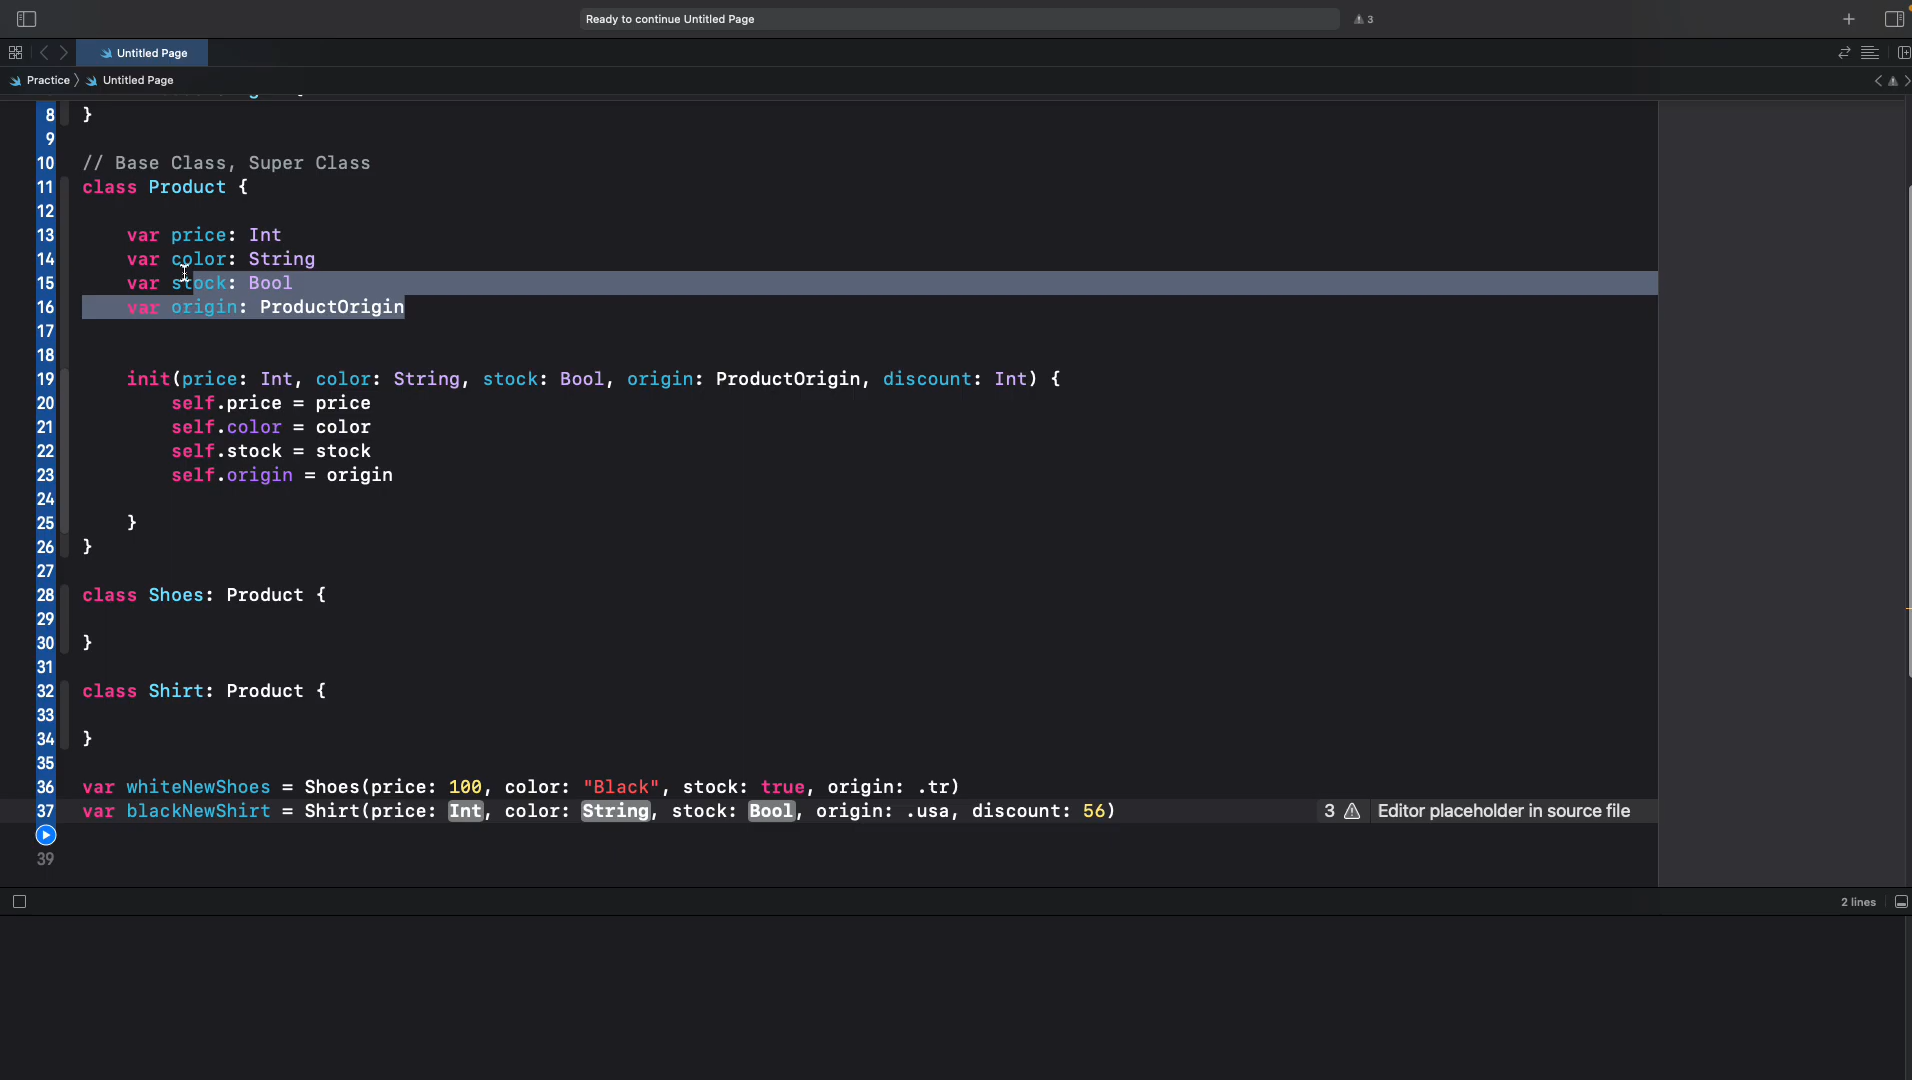 Ready to continue Untitled Page
3
Untitled Page
Practice
Untitled Page
8 }
9
10 // Base Class, Super Class
11 class Product {
12
13 var price: Int
14 var color: String
15 var stock: Bool
16 var origin: ProductOrigin
17
18
19 init(price: Int, color: String, stock: Bool, origin: ProductOrigin, discount: Int) {
20 self.price = price
21 self.color = color
22 self.stock = stock
23 self.origin = origin
24
25 }
26 }
27
28 class Shoes: Product {
29
30 }
31
32 class Shirt: Product {
33
34 }
35
36 var whiteNewShoes = Shoes(price: 100, color: "Black", stock: true, origin: .tr)
37 var blackNewShirt = Shirt(price: Int, color: String, stock: Bool, origin: .usa, discount: 56) 3 Editor placeholder in source file
39
2 lines